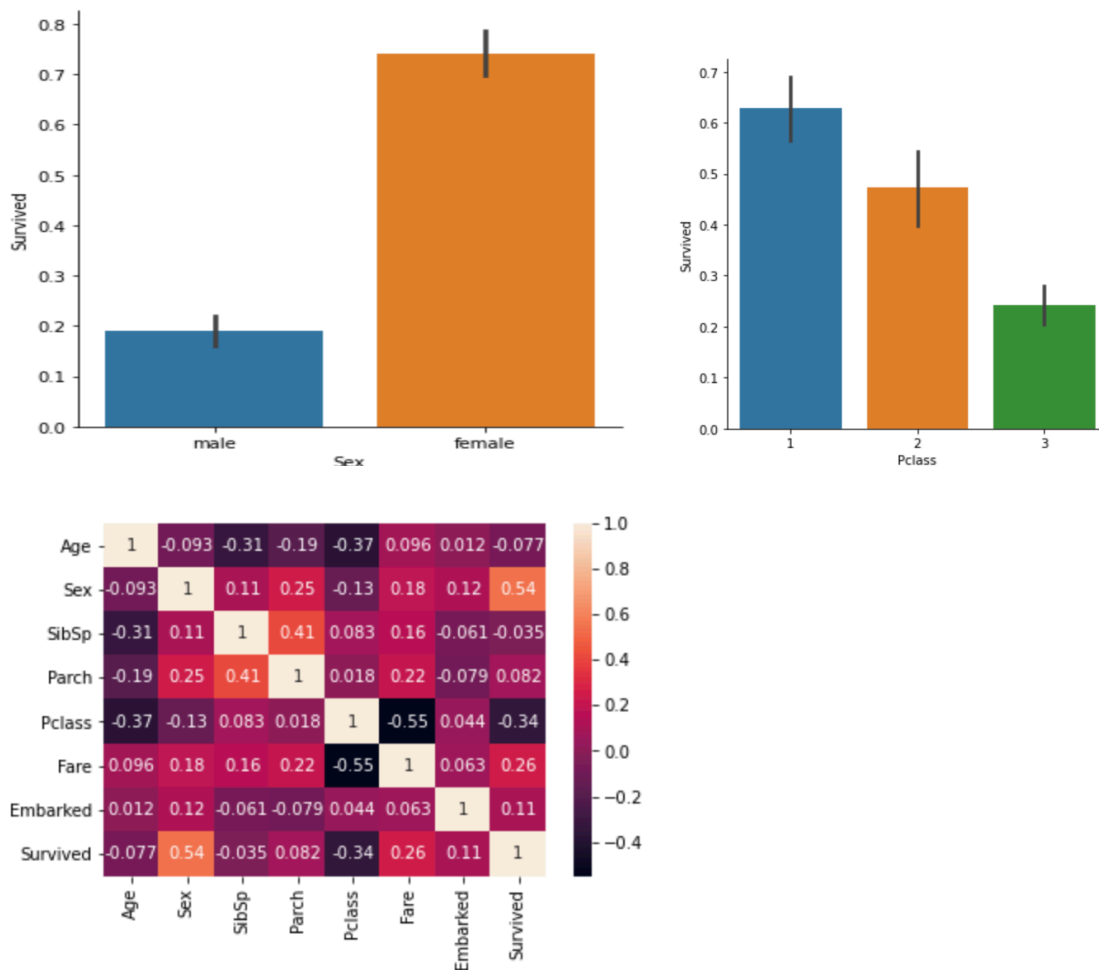 0.8
0.7
0.6
0.5
0.4
0.3
0.2
0.1
0.0
Survived
male female
Sex
0.7
0.6
0.5
0.4
0.3
0.2
0.1
0.0
Survived
1 2 3
Pclass
Age 1 -0.093 -0.31 -0.19 -0.37 0.096 0.012 -0.077
Sex -0.093 1 0.11 0.25 -0.13 0.18 0.12 0.54
SibSp -0.31 0.11 1 0.41 0.083 0.16 -0.061 -0.035
Parch -0.19 0.25 0.41 1 0.018 0.22 -0.079 0.082
Pclass -0.37 -0.13 0.083 0.018 1 -0.55 0.044 -0.34
Fare 0.096 0.18 0.16 0.22 -0.55 1 0.063 0.26
Embarked 0.012 0.12 -0.061 -0.079 0.044 0.063 1 0.11
Survived -0.077 0.54 -0.035 0.082 -0.34 0.26 0.11 1
Age Sex SibSp Parch Pclass Fare Embarked Survived
1.0
0.8
0.6
0.4
0.2
0.0
−0.2
−0.4